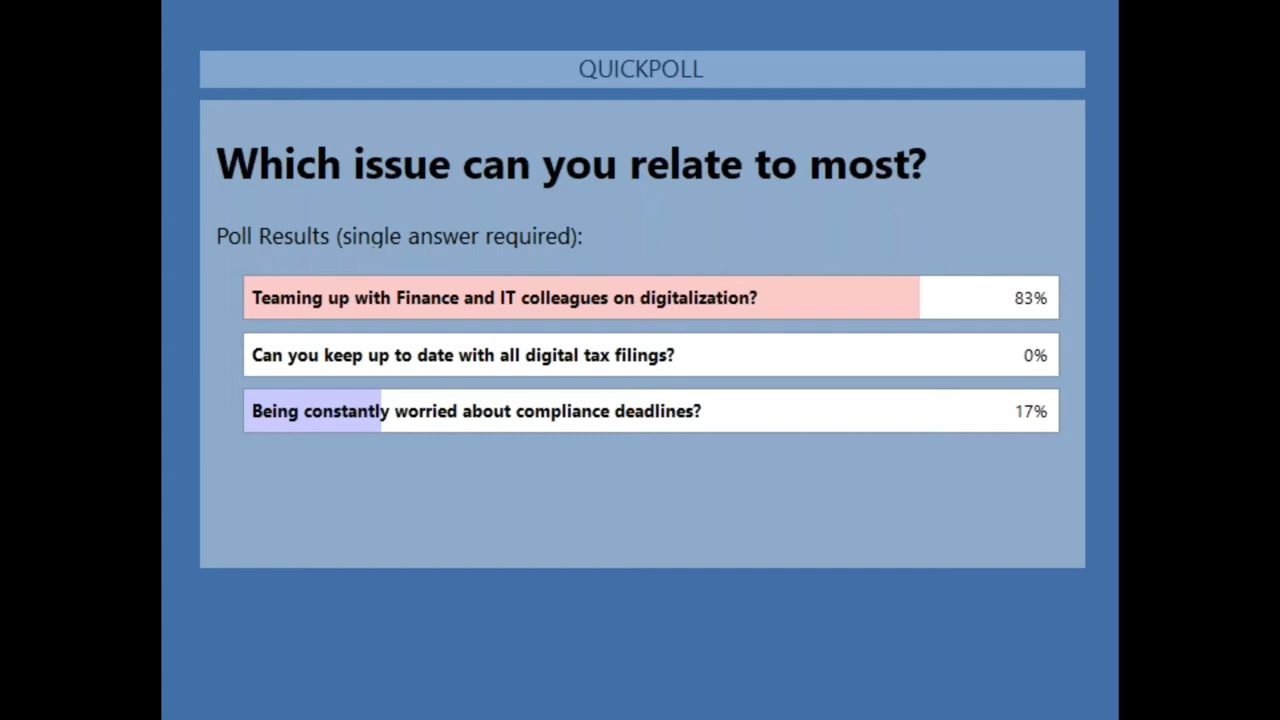 QUICKPOLL
Which issue can you relate to most?
Poll Results (single answer required):
Teaming up with Finance and IT colleagues on digitalization? 83%
Can you keep up to date with all digital tax filings? 0%
Being constantly worried about compliance deadlines? 17%